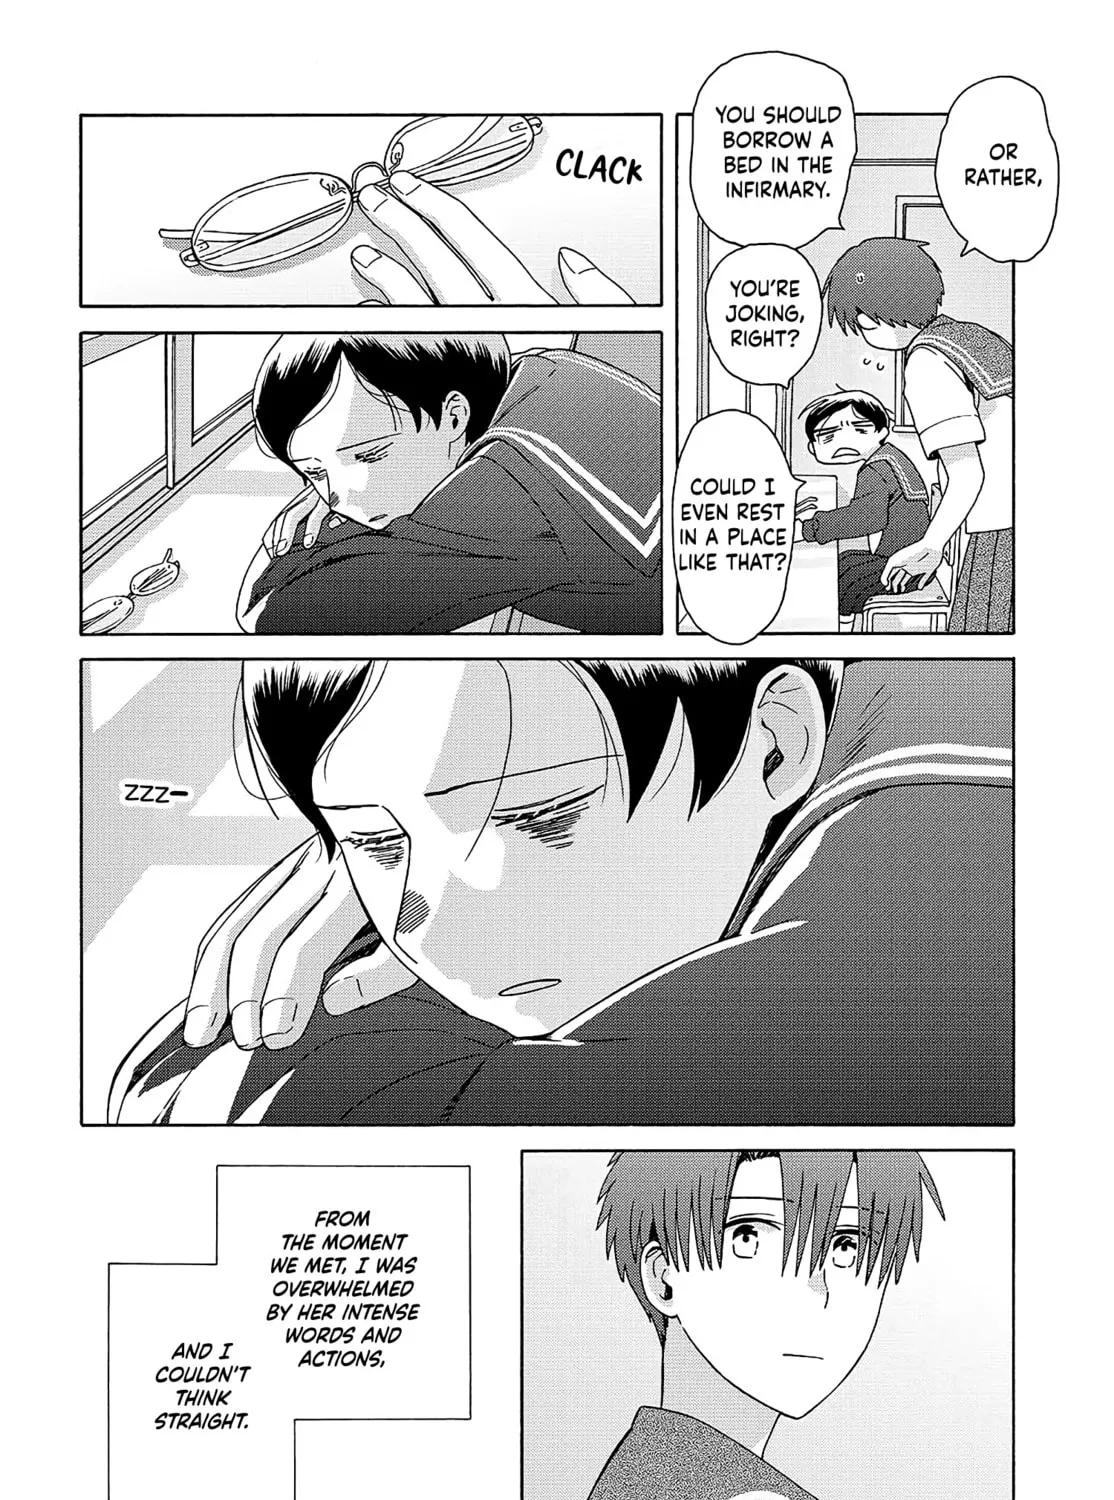 OR
RATHER,
YOU SHOULD
BORROW A
BED IN THE
INFIRMARY.
YOU'RE
JOKING,
RIGHT?
COULD I
EVEN REST
IN A PLACE
LIKE THAT?
CLACK
ZZZ-
FROM
THE MOMENT
WE MET, I WAS
OVERWHELMED
BY HER INTENSE
WORDS AND
ACTIONS,
AND I
COULDN'T
THINK
STRAIGHT.